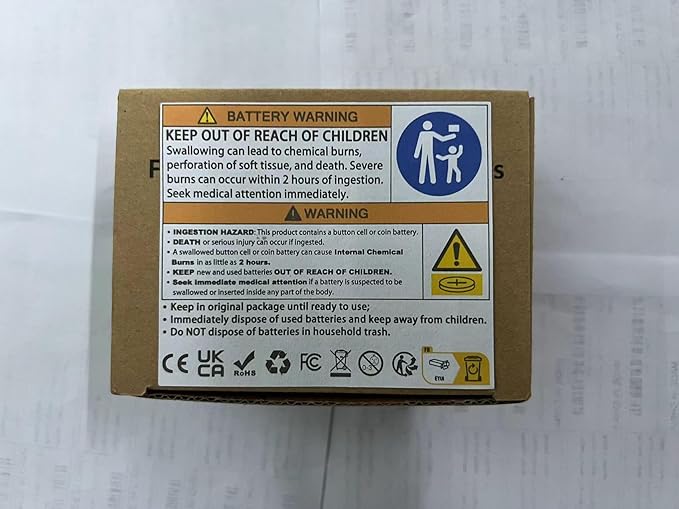 BATTERY WARNING
KEEP OUT OF REACH OF CHILDREN
Swallowing can lead to chemical burns,
perforation of soft tissue, and death. Severe
burns can occur within 2 hours of ingestion.
Seek medical attention immediately.
WARNING
• INGESTION HAZARD: This product contains a button cell or coin battery.
• DEATH or serious injury can occur if ingested.
• A swallowed button cell or coin battery can cause Internal Chemical
Burns in as little as 2 hours.
• KEEP new and used batteries OUT OF REACH OF CHILDREN.
• Seek immediate medical attention if a battery is suspected to be
swallowed or inserted inside any part of the body.
• Keep in original package until ready to use;
• Immediately dispose of used batteries and keep away from children.
• Do NOT dispose of batteries in household trash.
CE UK CA RoHS FC 0-3 FR